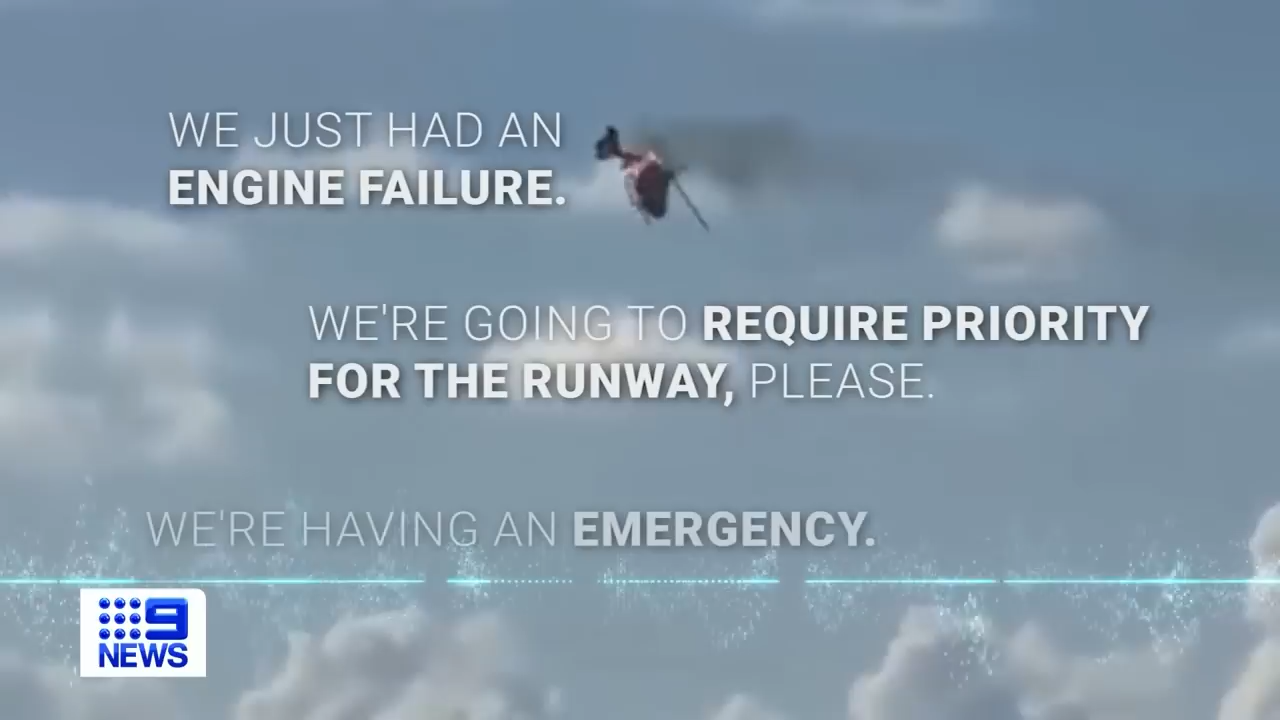 WE JUST HAD AN
ENGINE FAILURE.
WE'RE GOING TO REQUIRE PRIORITY
FOR THE RUNWAY, PLEASE.
WE'RE HAVING AN EMERGENCY.
9
NEWS